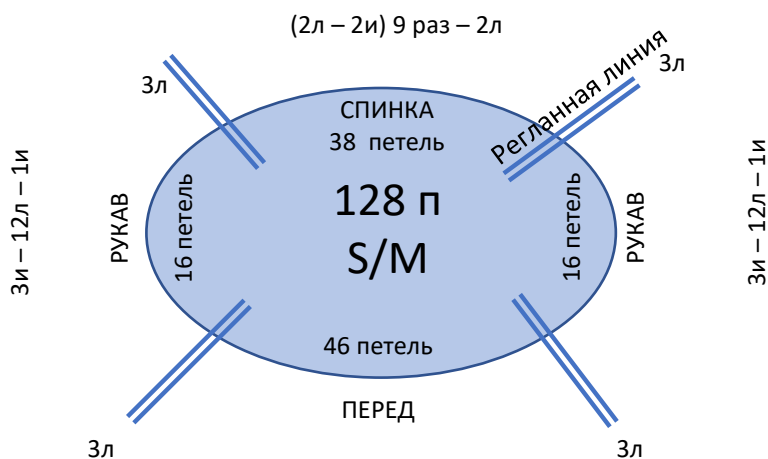 (2л – 2и) 9 раз – 2л
3л
Регланная линия
3л
СПИНКА
38 петель
128 п
S/M
3и – 12л – 1и
РУКАВ
16 петель
16 петель
РУКАВ
3и – 12л – 1и
46 петель
ПЕРЕД
3л
3л